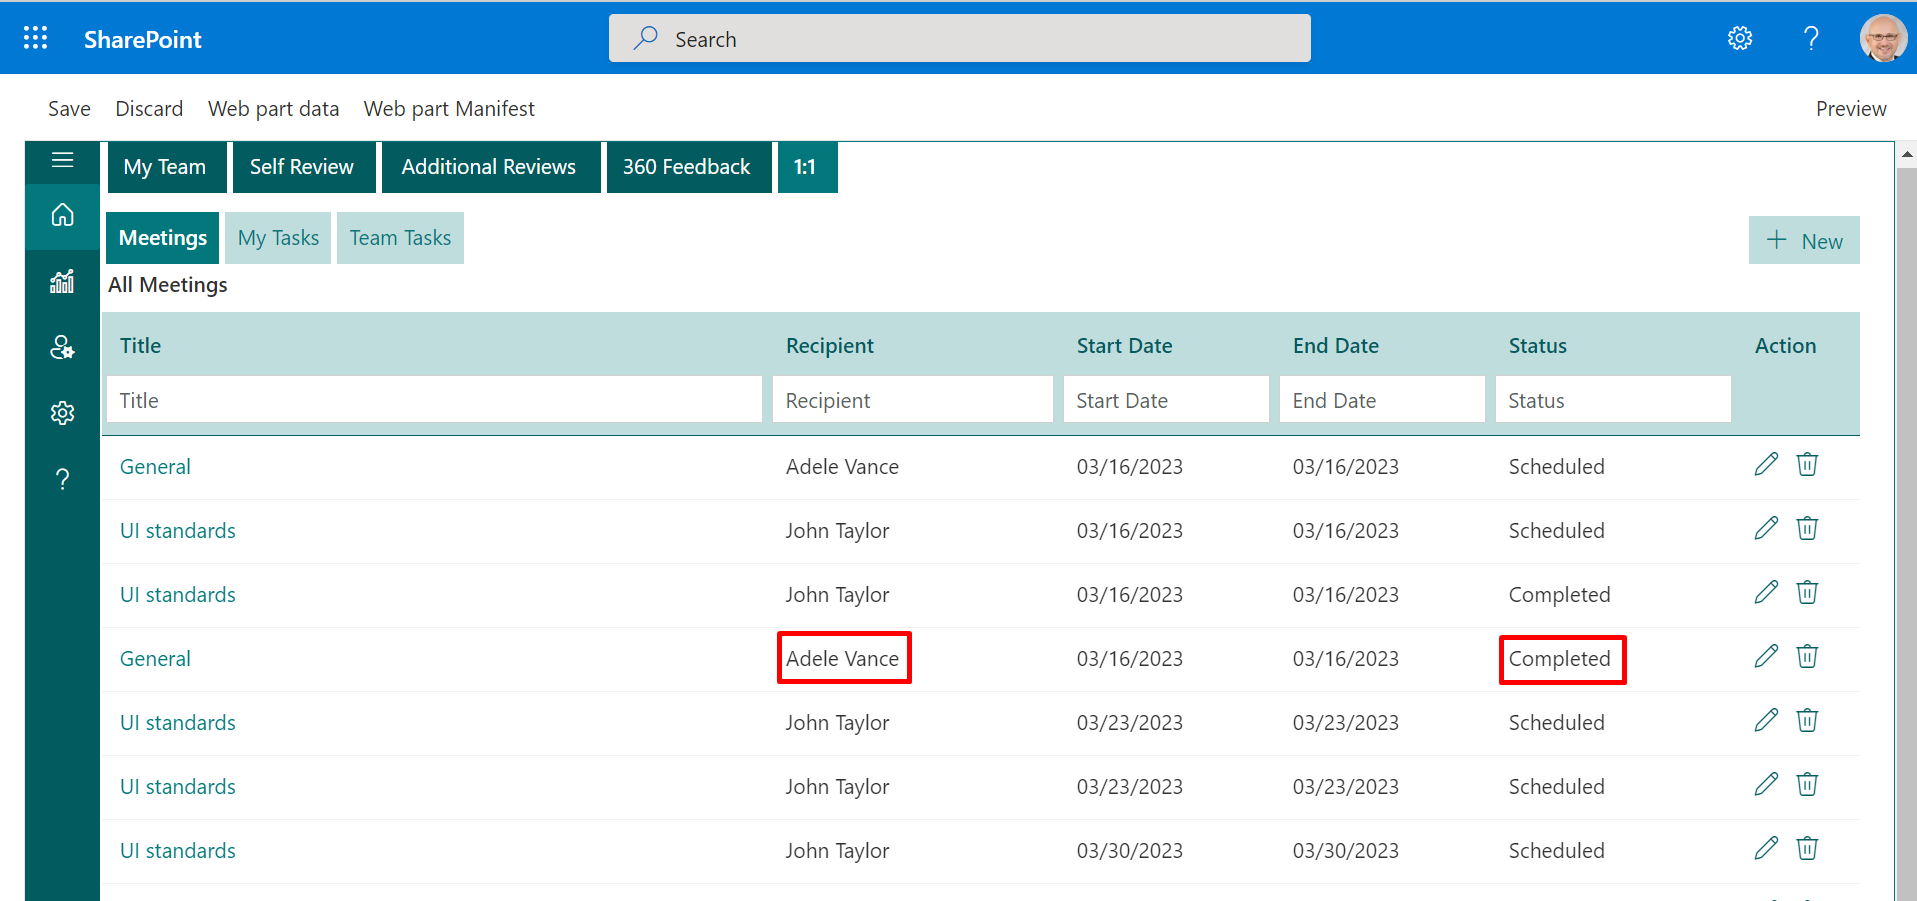 SharePoint Search ?
Save Discard Web part data Web part Manifest Preview
My Team Self Review Additional Reviews 360 Feedback 1:1
Meetings My Tasks Team Tasks + New
All Meetings
Title Recipient Start Date End Date Status Action
Title Recipient Start Date End Date Status
General Adele Vance 03/16/2023 03/16/2023 Scheduled
? UI standards John Taylor 03/16/2023 03/16/2023 Scheduled
UI standards John Taylor 03/16/2023 03/16/2023 Completed
General Adele Vance 03/16/2023 03/16/2023 Completed
UI standards John Taylor 03/23/2023 03/23/2023 Scheduled
UI standards John Taylor 03/23/2023 03/23/2023 Scheduled
UI standards John Taylor 03/30/2023 03/30/2023 Scheduled